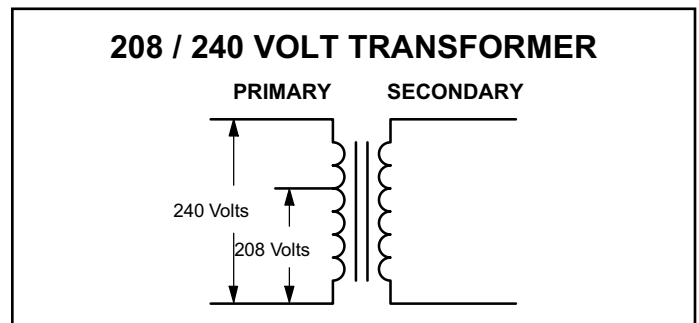 208 / 240 VOLT TRANSFORMER
PRIMARY SECONDARY
240 Volts
208 Volts